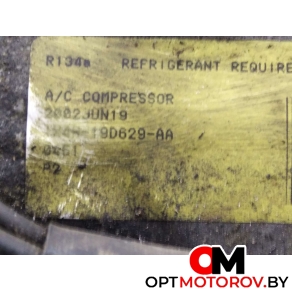 R134a REFRIGERANT REQUIRE
A/C COMPRESSOR
2002JUN19
19D629-AA
OM
OPTMOTOROV.BY